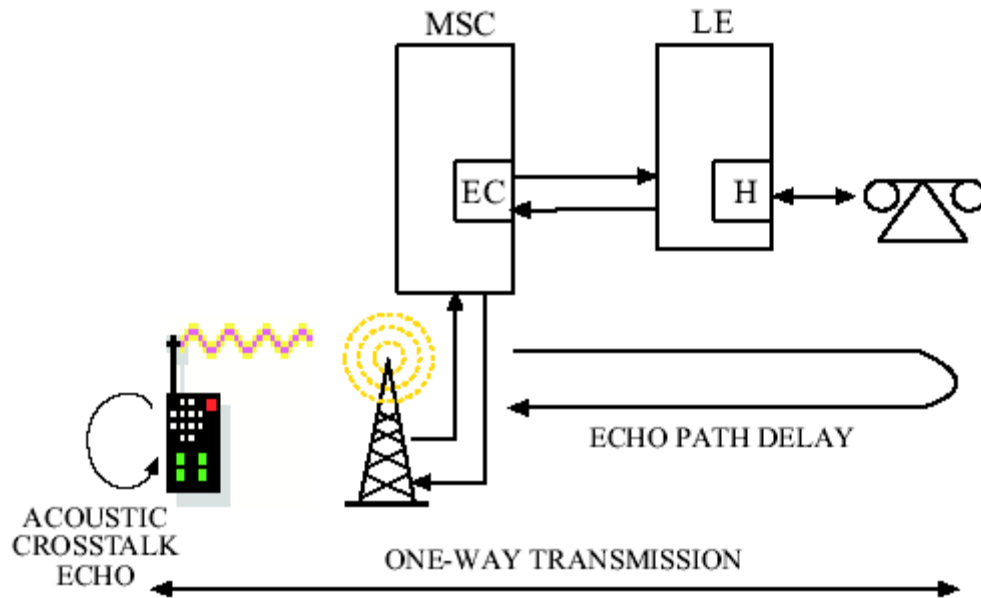 MSC
LE
EC
H
ECHO PATH DELAY
ACOUSTIC
CROSSTALK
ECHO
ONE-WAY TRANSMISSION